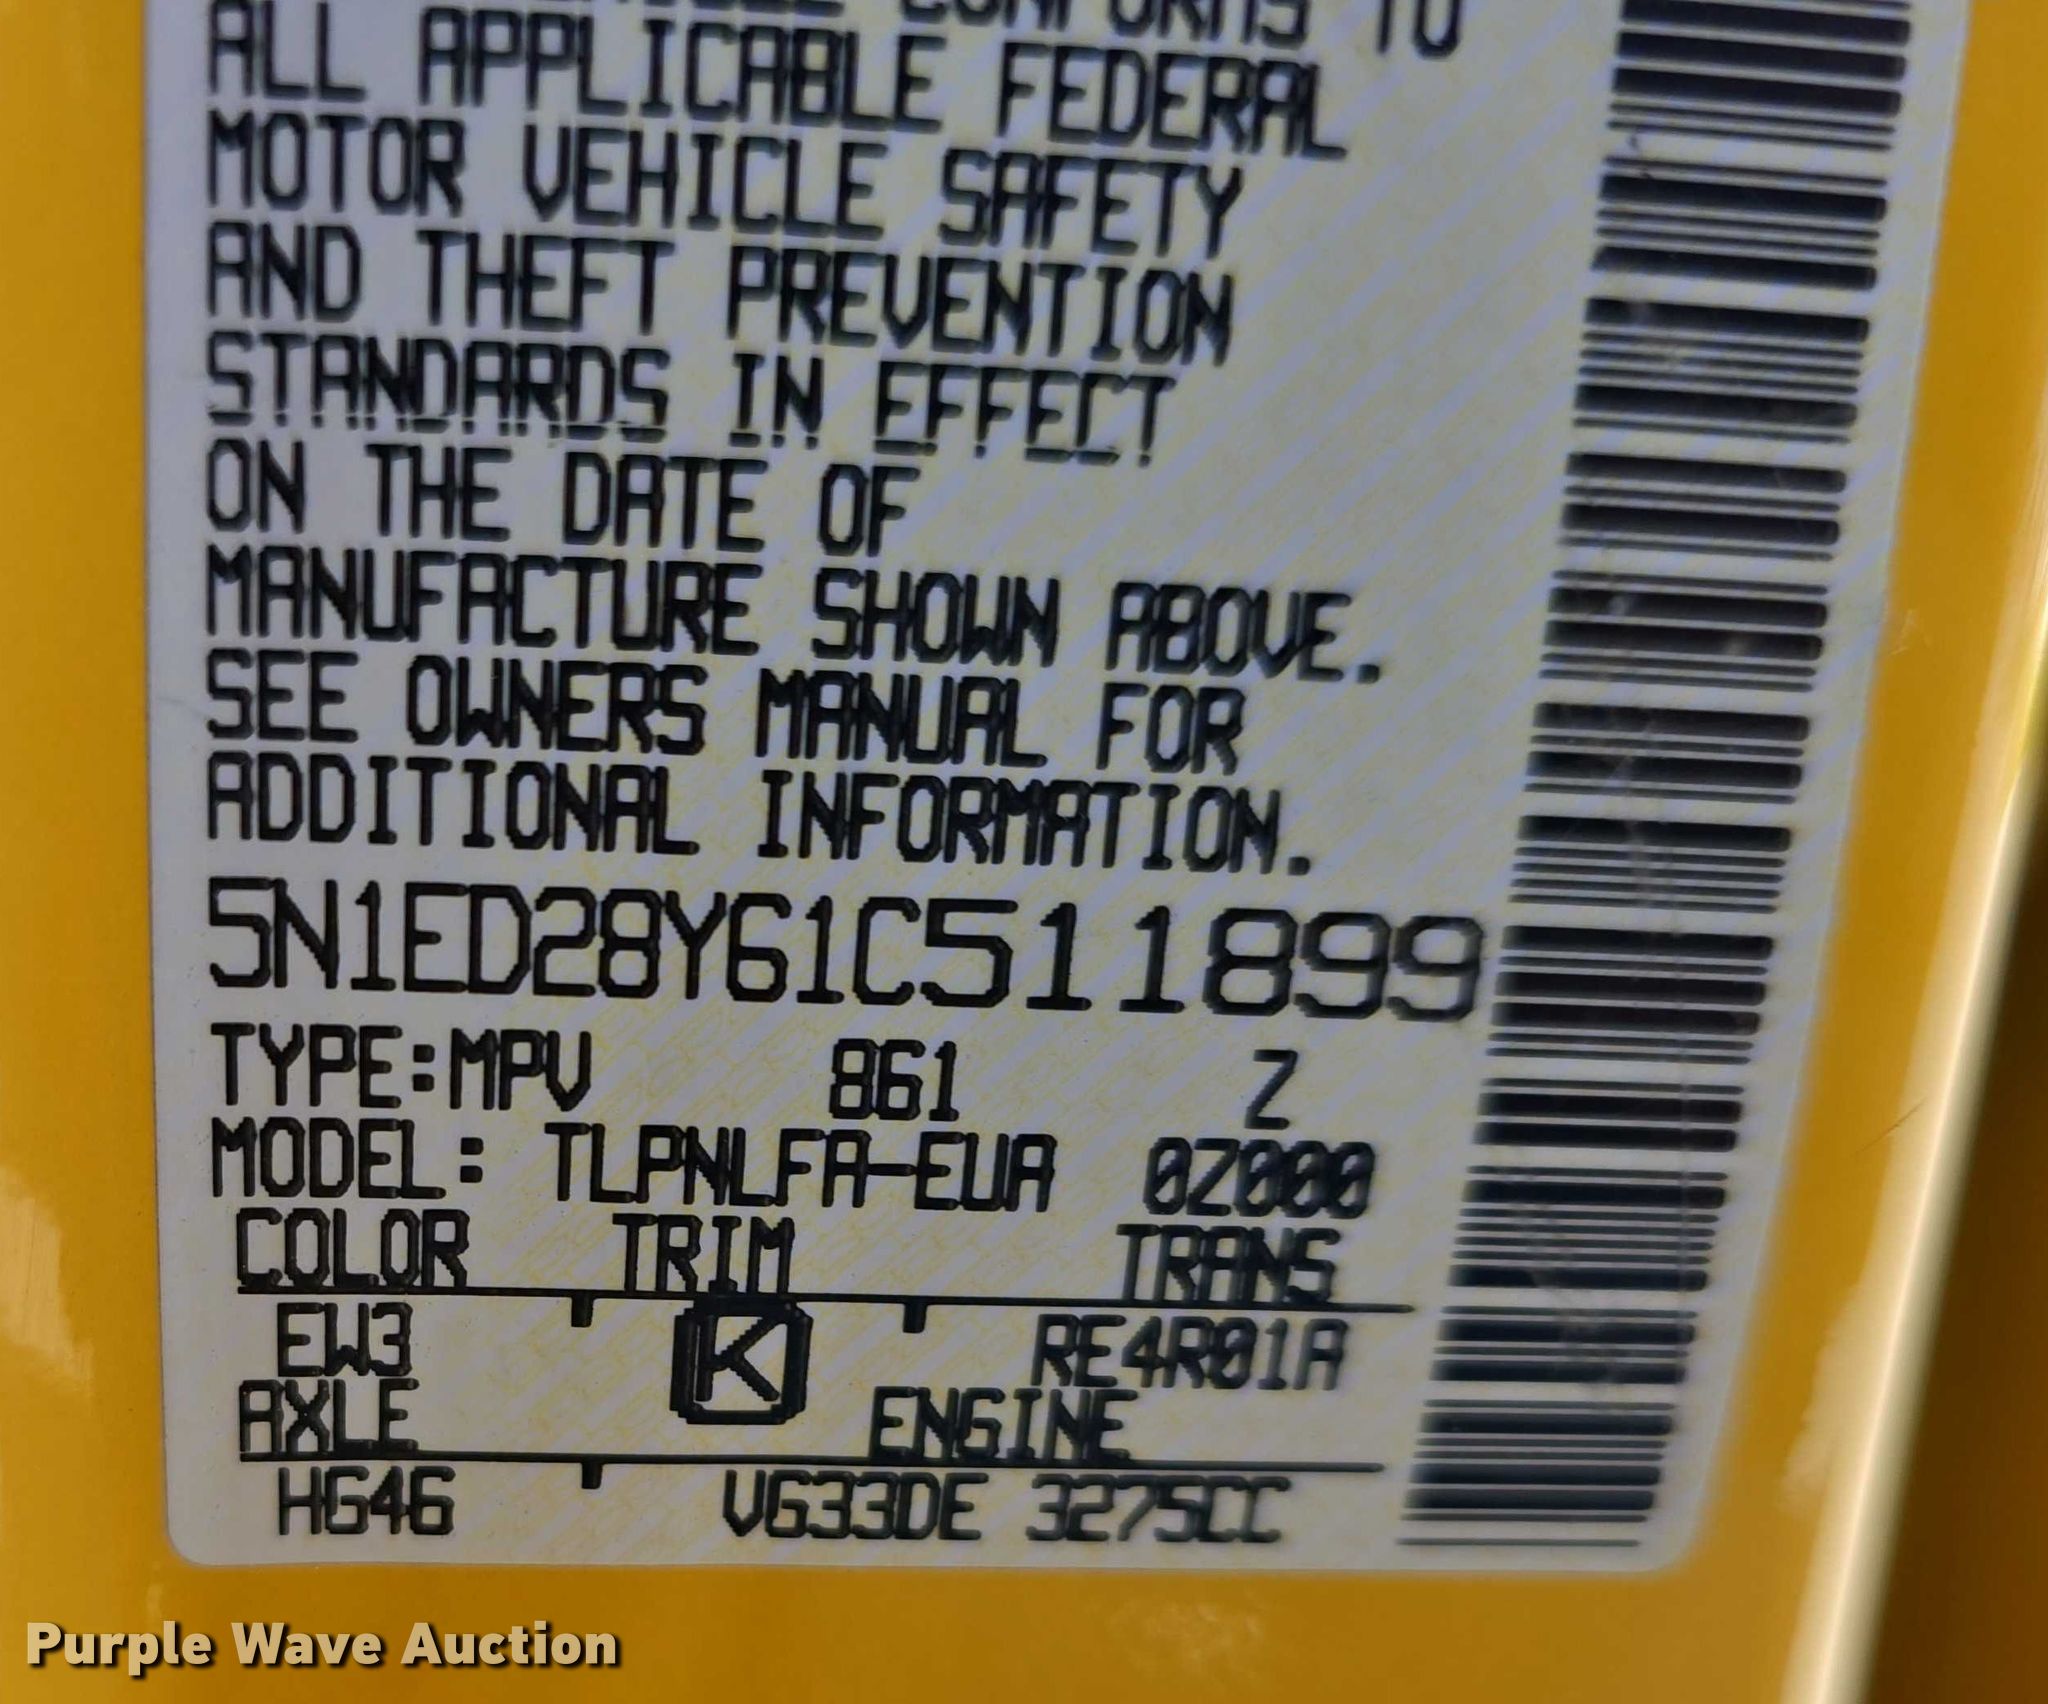 CONFORMS TO
ALL APPLICABLE FEDERAL
MOTOR VEHICLE SAFETY
AND THEFT PREVENTION
STANDARDS IN EFFECT
ON THE DATE OF
MANUFACTURE SHOWN ABOVE.
SEE OWNERS MANUAL FOR
ADDITIONAL INFORMATION.
5N1ED28Y61C511899
TYPE:MPV 861 Z
MODEL: TLPNLFA-EUA 0Z000
COLOR TRIM TRANS
EW3 K RE4R01A
AXLE ENGINE
HG46 VG33DE 3275CC
Purple Wave Auction